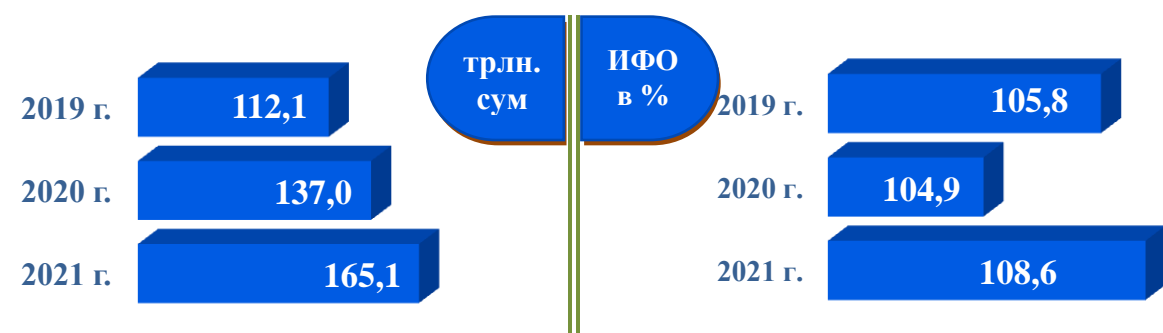 трлн.
сум
ИФО
в %
2019 г.
112,1
2020 г.
137,0
2021 г.
165,1
2019 г.
105,8
2020 г.
104,9
2021 г.
108,6